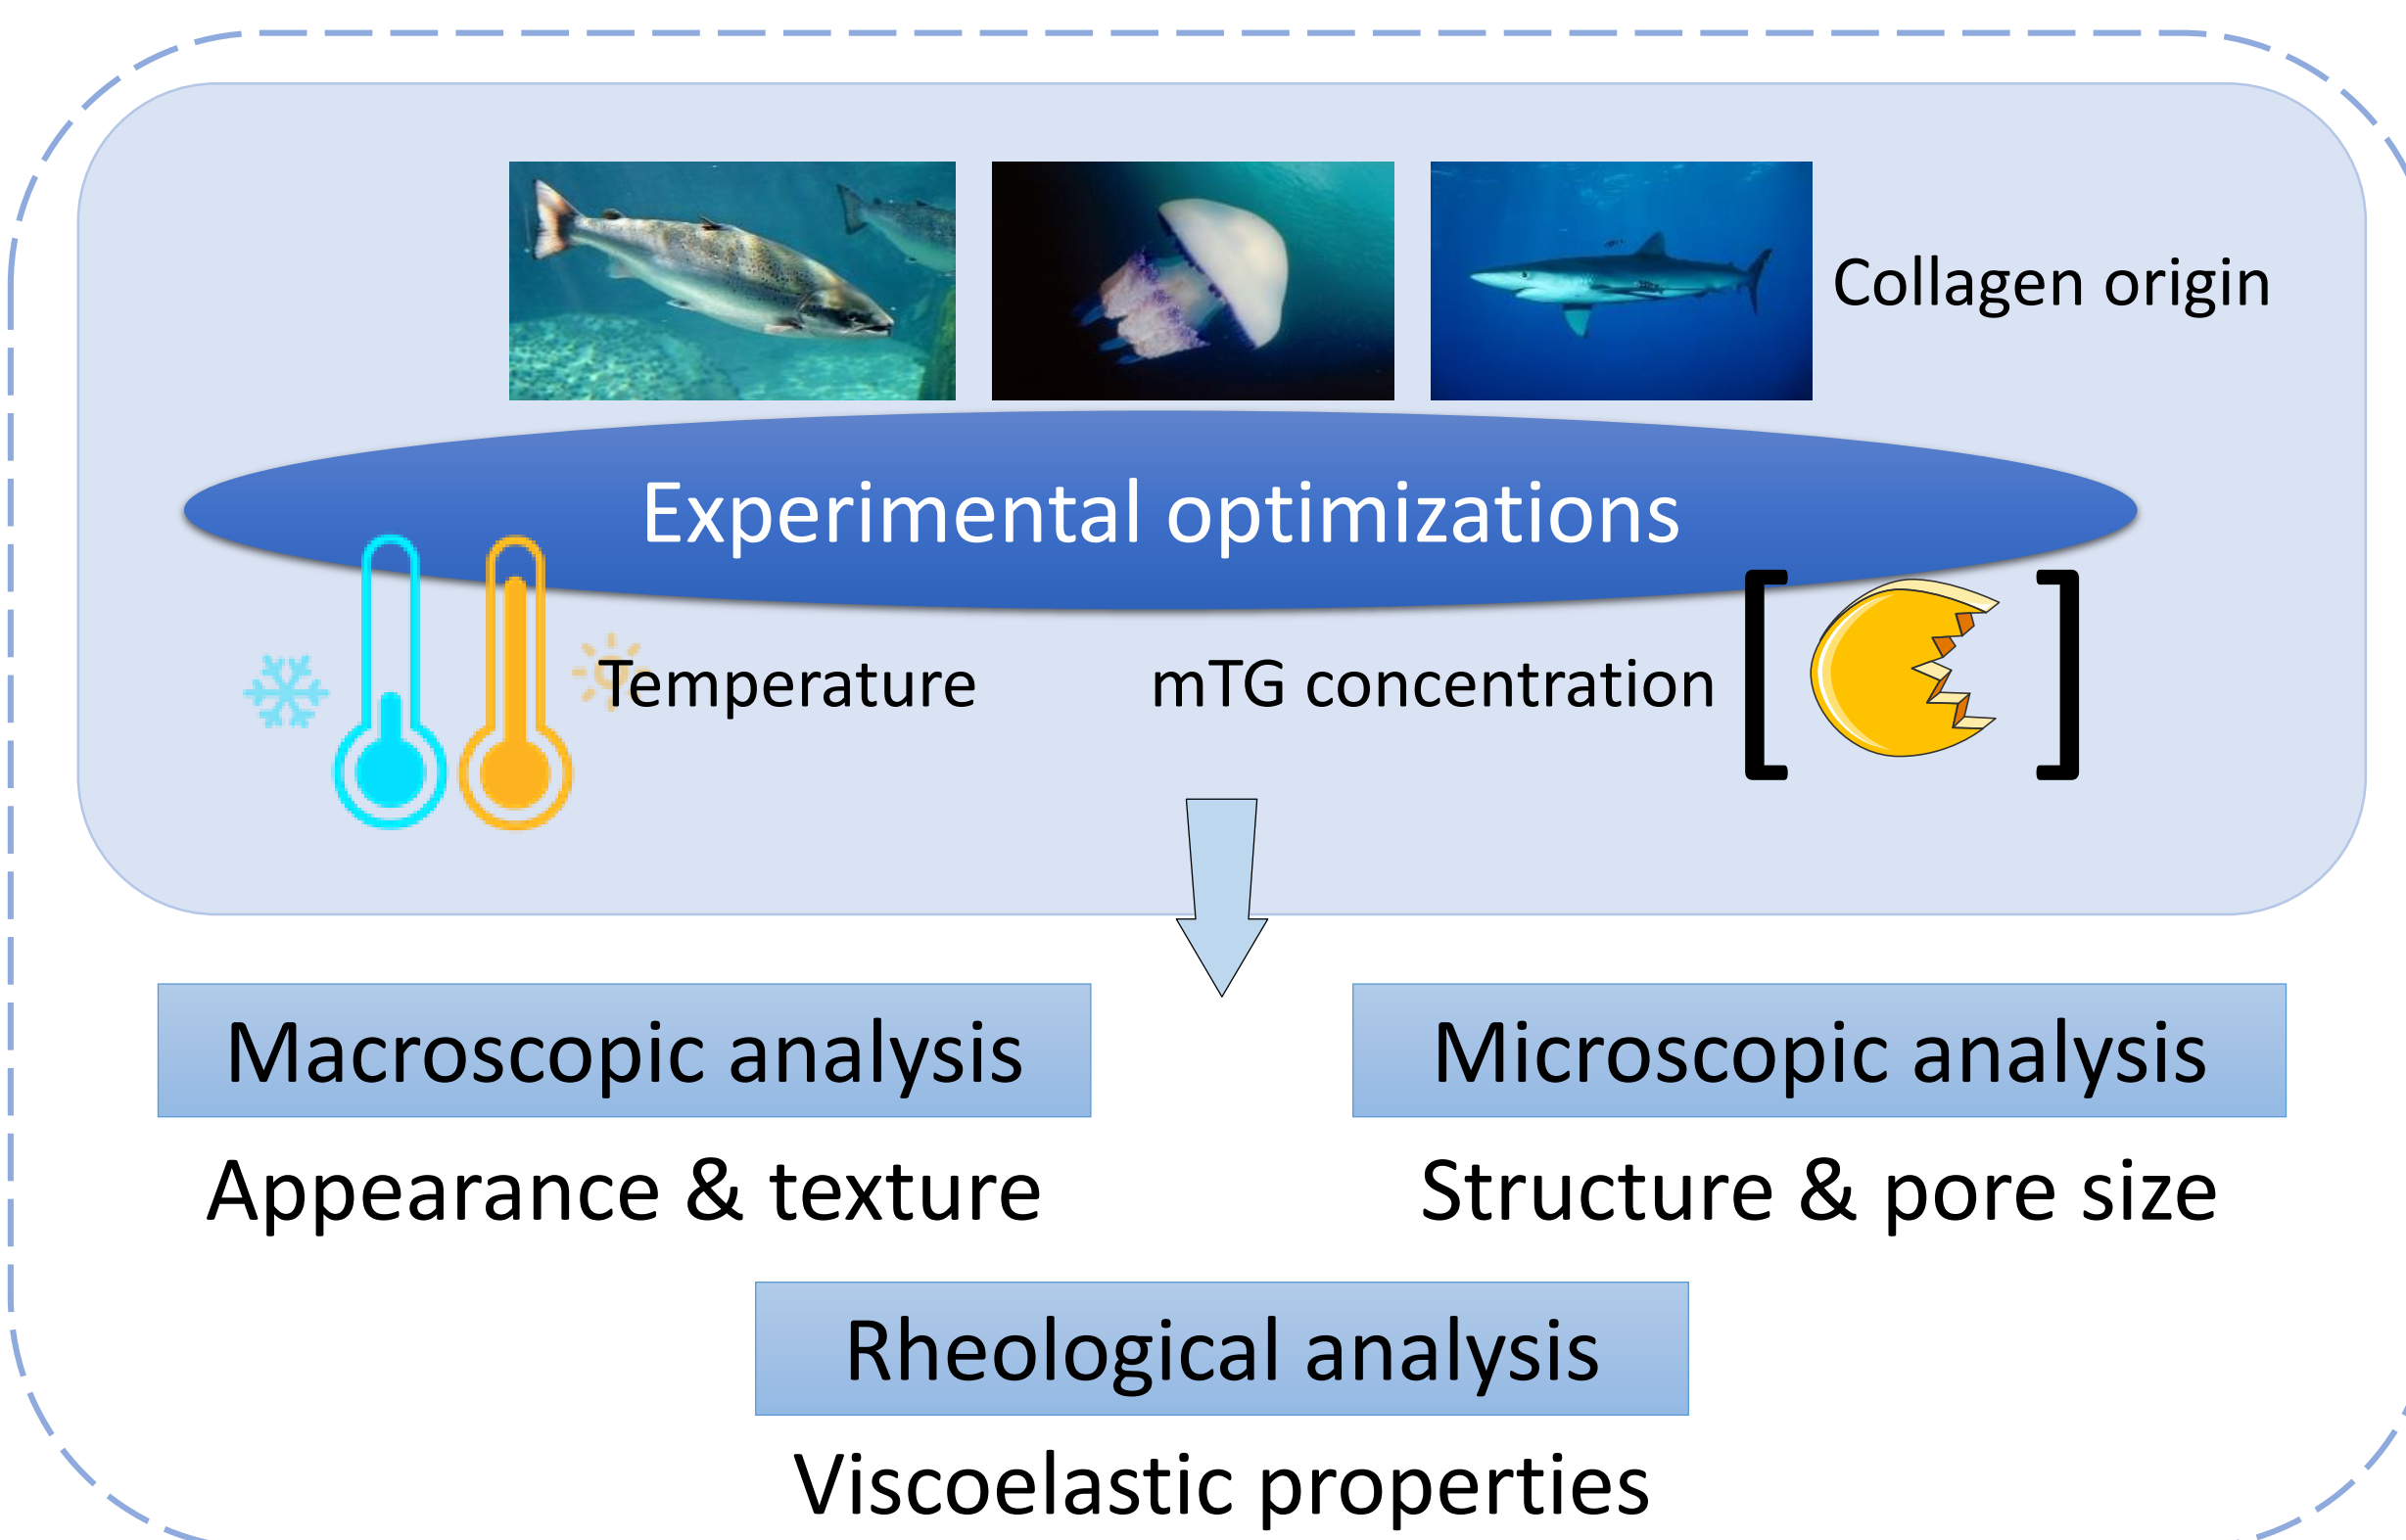 Collagen origin
Experimental optimizations
Temperature
mTG concentration
Macroscopic analysis
Microscopic analysis
Appearance & texture
Structure & pore size
Rheological analysis
Viscoelastic properties